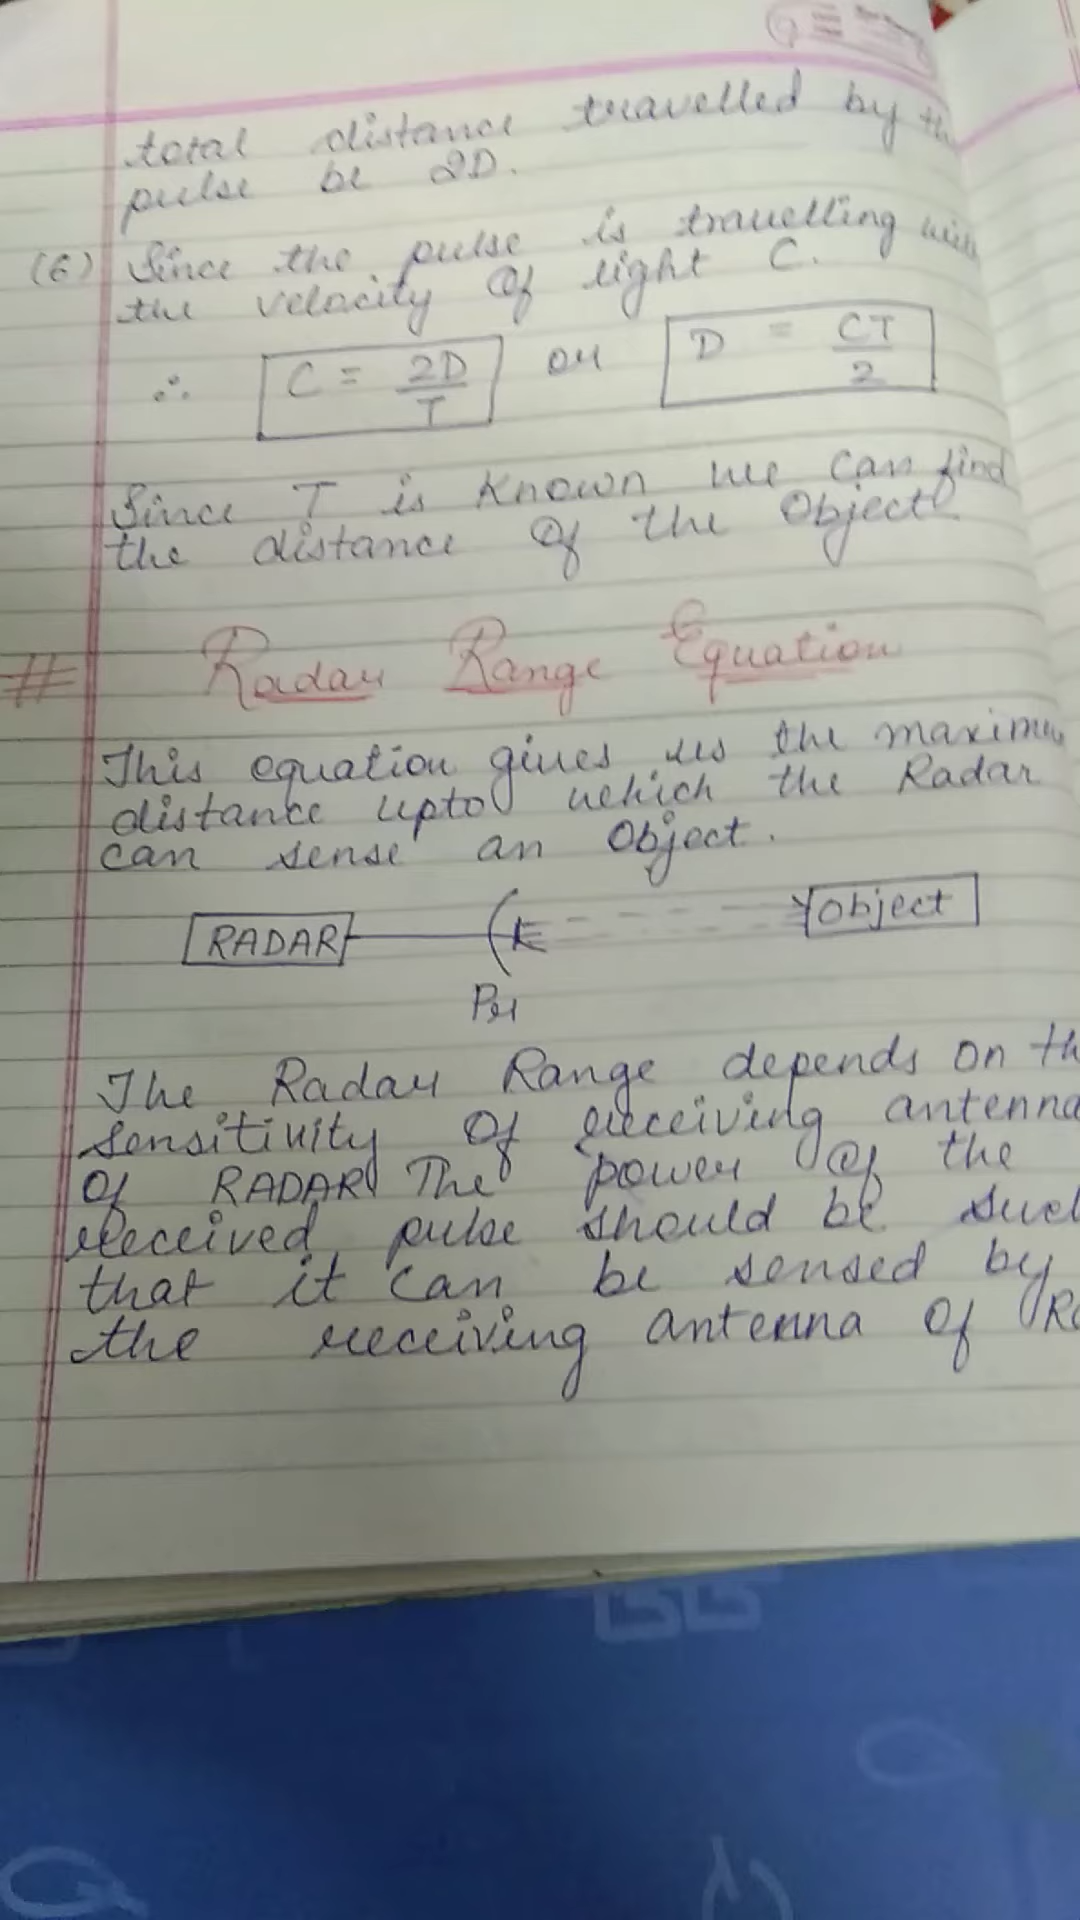 total distance travelled by th
pulse be 2D.
(6) Since the pulse is travelling with
the velocity Of light C.
∴ C = 2D/T or D = CT/2
Since T is Known we can find
the distance Of the Object
# Radar Range Equation
This equation gives us the maximum
distance upto which the Radar
can sense an Object.
RADAR Object
Pr
The Radar Range depends on th
sensitivity Of receiving antenna
Of RADAR The power Of the
received pulse should be such
that it can be sensed by
the receiving antenna Of Ra